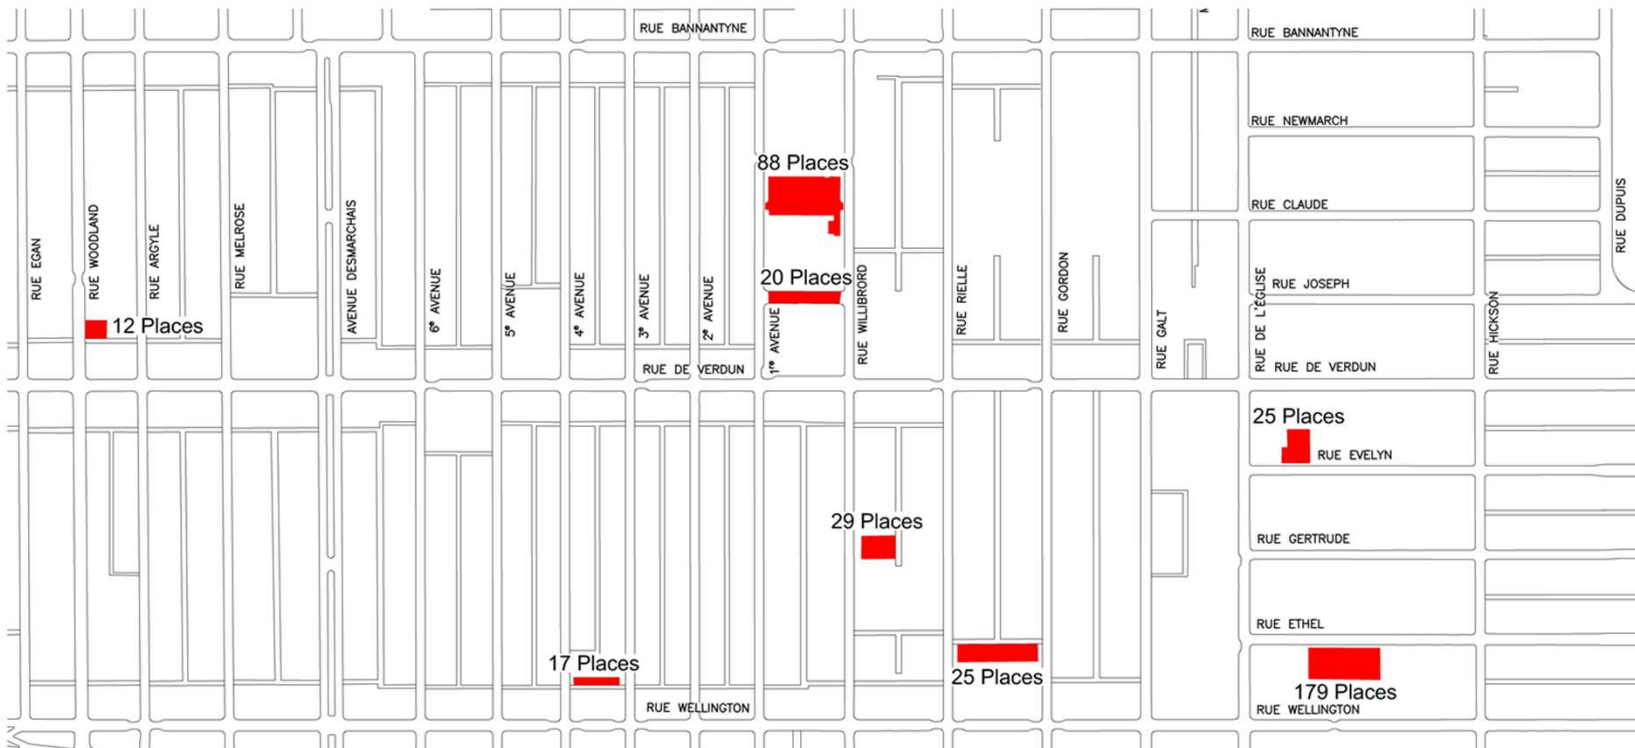 RUE BANNANTYNE
RUE BANNANTYNE
RUE NEWMARCH
88 Places
RUE CLAUDE
RUE EGAN
RUE WOODLAND
RUE ARGYLE
RUE MELROSE
AVENUE DESMARCHAIS
6e AVENUE
5e AVENUE
4e AVENUE
3e AVENUE
2e AVENUE
1re AVENUE
RUE WILLIBRORD
RUE RIELLE
RUE GORDON
RUE GALT
RUE DE L'ÉGLISE
RUE HICKSON
RUE DUPUIS
20 Places
RUE JOSEPH
12 Places
RUE DE VERDUN
RUE DE VERDUN
25 Places
RUE EVELYN
29 Places
RUE GERTRUDE
RUE ETHEL
17 Places
25 Places
179 Places
RUE WELLINGTON
RUE WELLINGTON